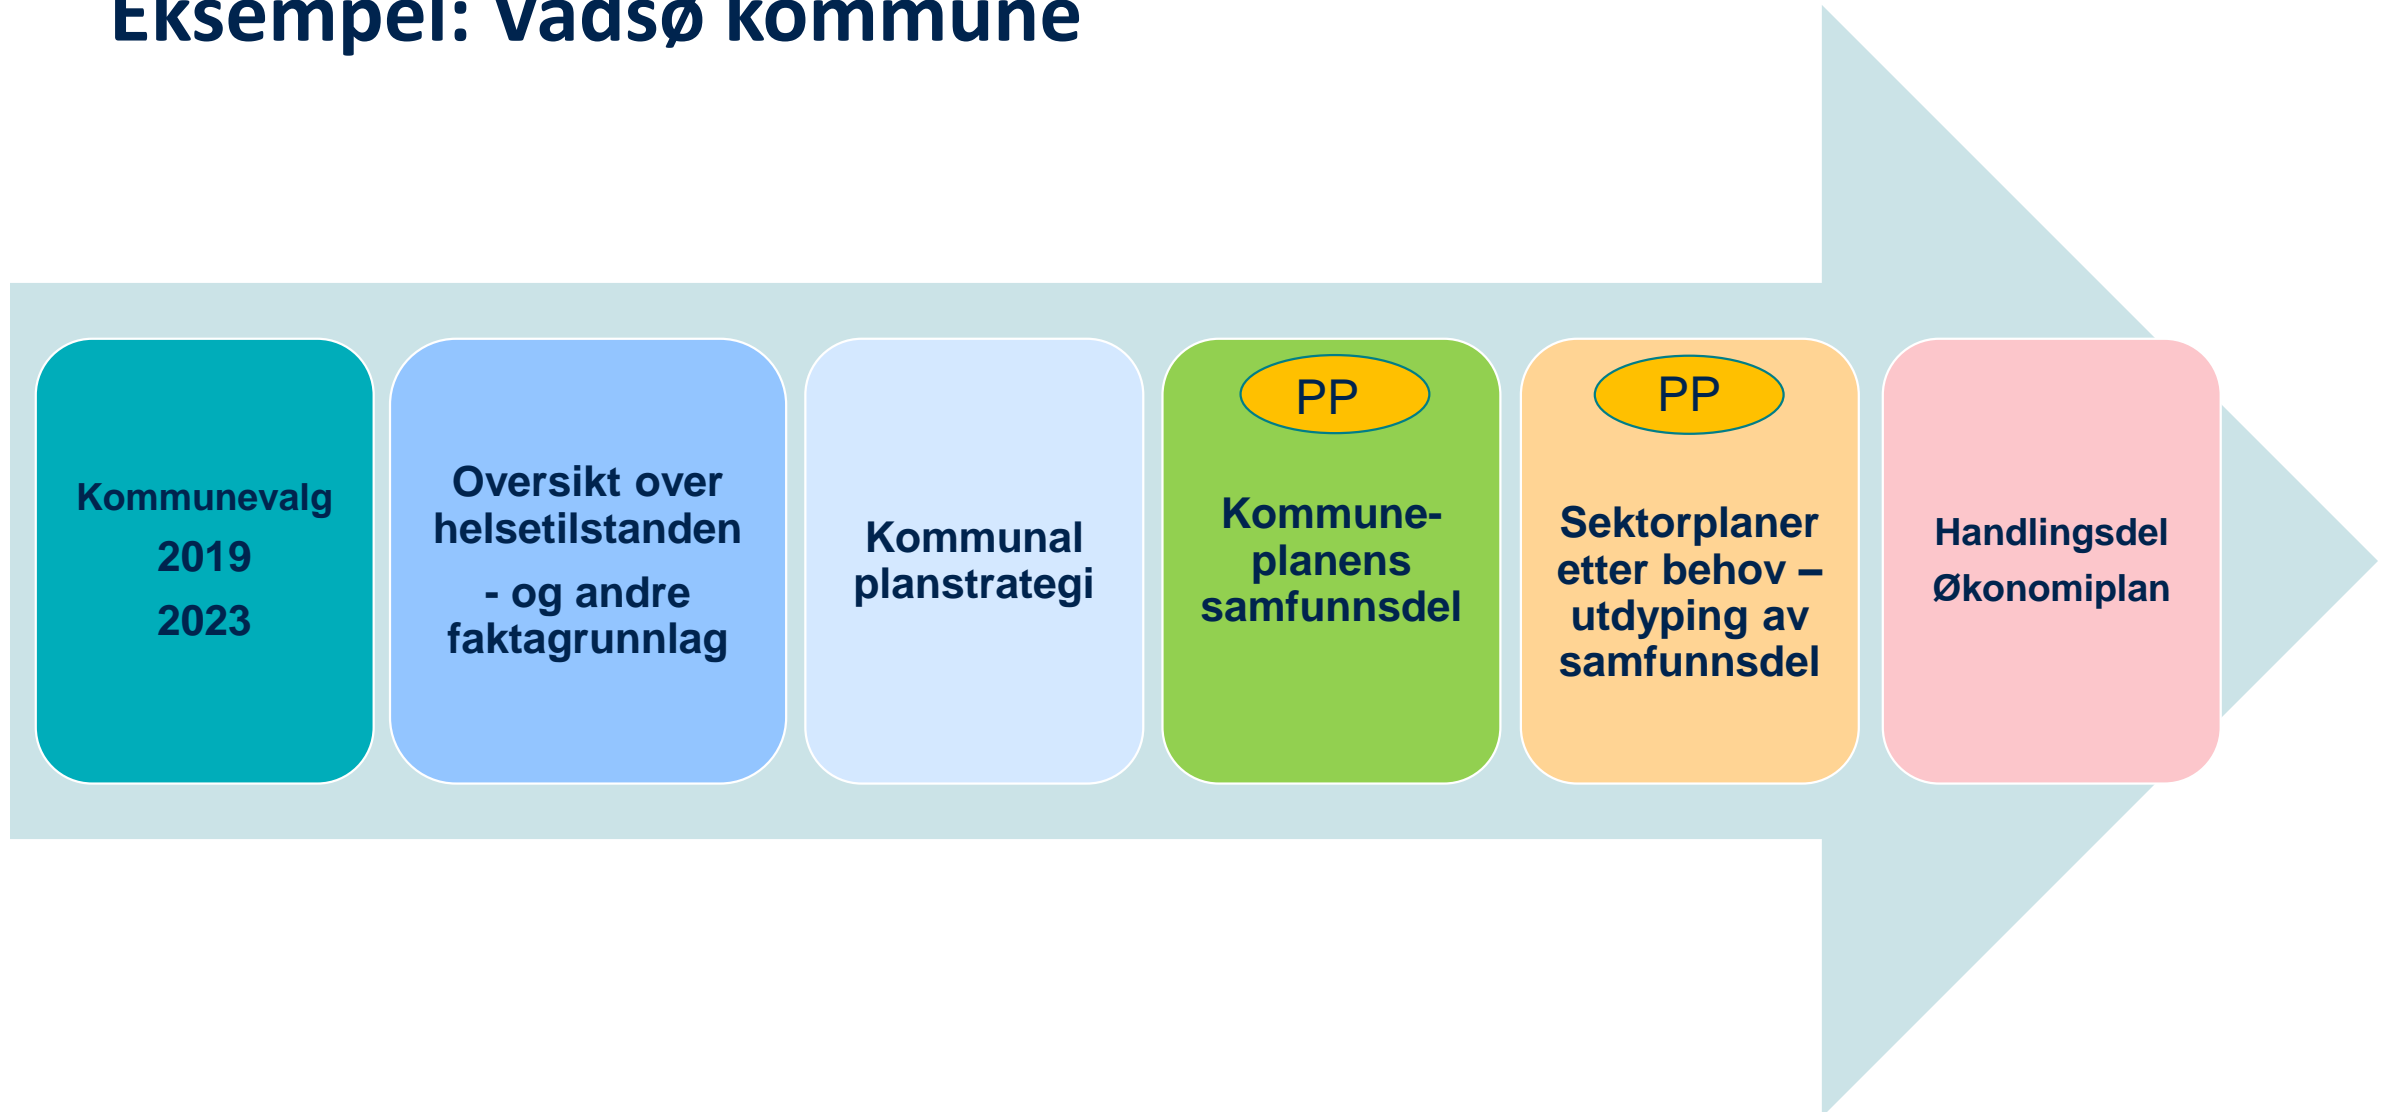 Eksempel: Vadsø kommune
Kommunevalg
2019
2023
Oversikt over
helsetilstanden
- og andre
faktagrunnlag
Kommunal
planstrategi
PP
Kommune-
planens
samfunnsdel
PP
Sektorplaner
etter behov –
utdyping av
samfunnsdel
Handlingsdel
Økonomiplan